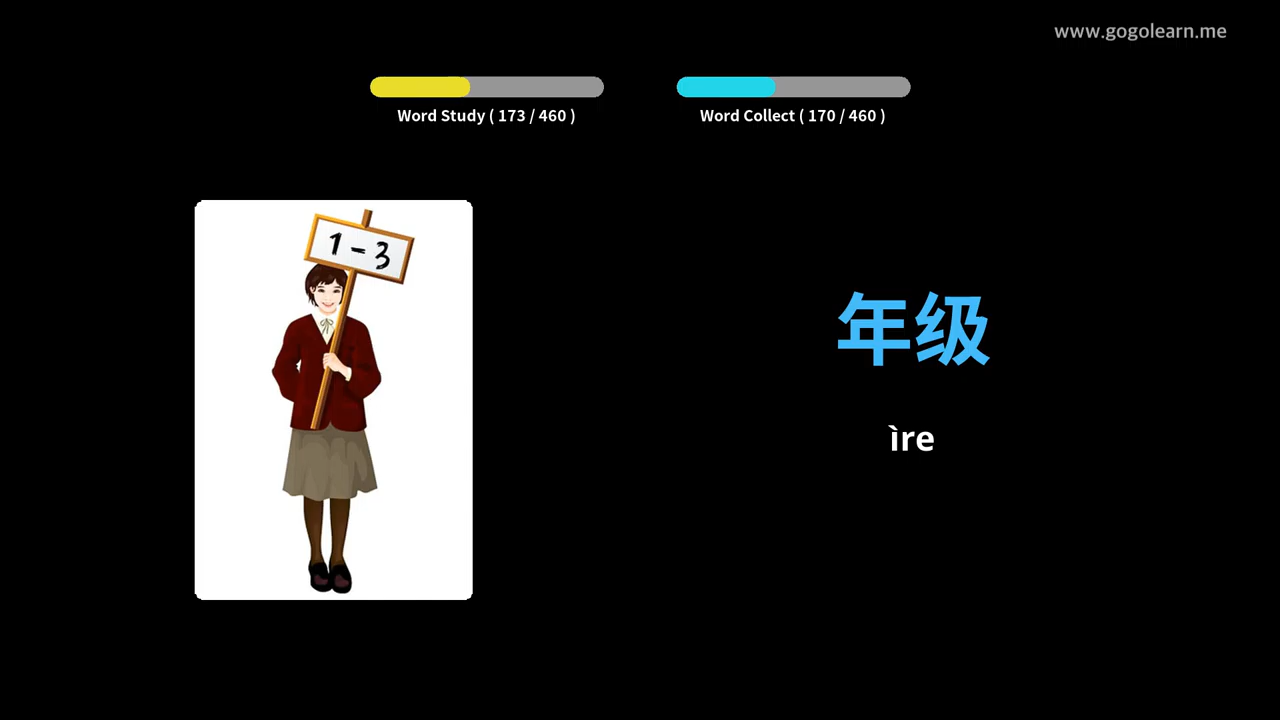 www.gogolearn.me
Word Study ( 173 / 460 )
Word Collect ( 170 / 460 )
1 - 3
年级
ìre